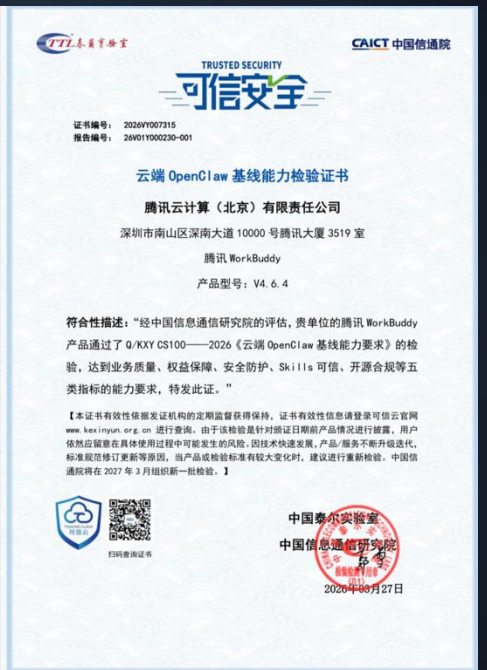 TTL 泰尔实验室
CAICT 中国信通院
TRUSTED SECURITY
可信安全
证书编号： 2026VY007315
报告编号： 26V01Y000230-001
云端 OpenClaw 基线能力检验证书
腾讯云计算（北京）有限责任公司
深圳市南山区深南大道 10000 号腾讯大厦 3519 室
腾讯 WorkBuddy
产品型号：V4.6.4
符合性描述：“经中国信息通信研究院的评估，贵单位的腾讯 WorkBuddy
产品通过了 Q/KXY CS100——2026《云端 OpenClaw 基线能力要求》的检
验，达到业务质量、权益保障、安全防护、Skills 可信、开源合规等五
类指标的能力要求，特发此证。”
【本证书有效性依据发证机构的定期监督获得保持，证书有效性信息请登录可信云官网
www.kexinyun.org.cn 进行查询。由于该检验是针对证书日期前产品情况进行披露，用户
依然应留意在具体使用过程中可能发生的风险。因技术快速发展，产品/服务不断升级迭代，
标准规范修订更新等原因，当产品或检验标准有较大变化时，建议进行重新检验。中国信
通院将在 2027 年 3 月组织新一批检验。】
可信云
扫码查询证书
中国泰尔实验室
中国信息通信研究院
检验检测专用章
2026年03月27日